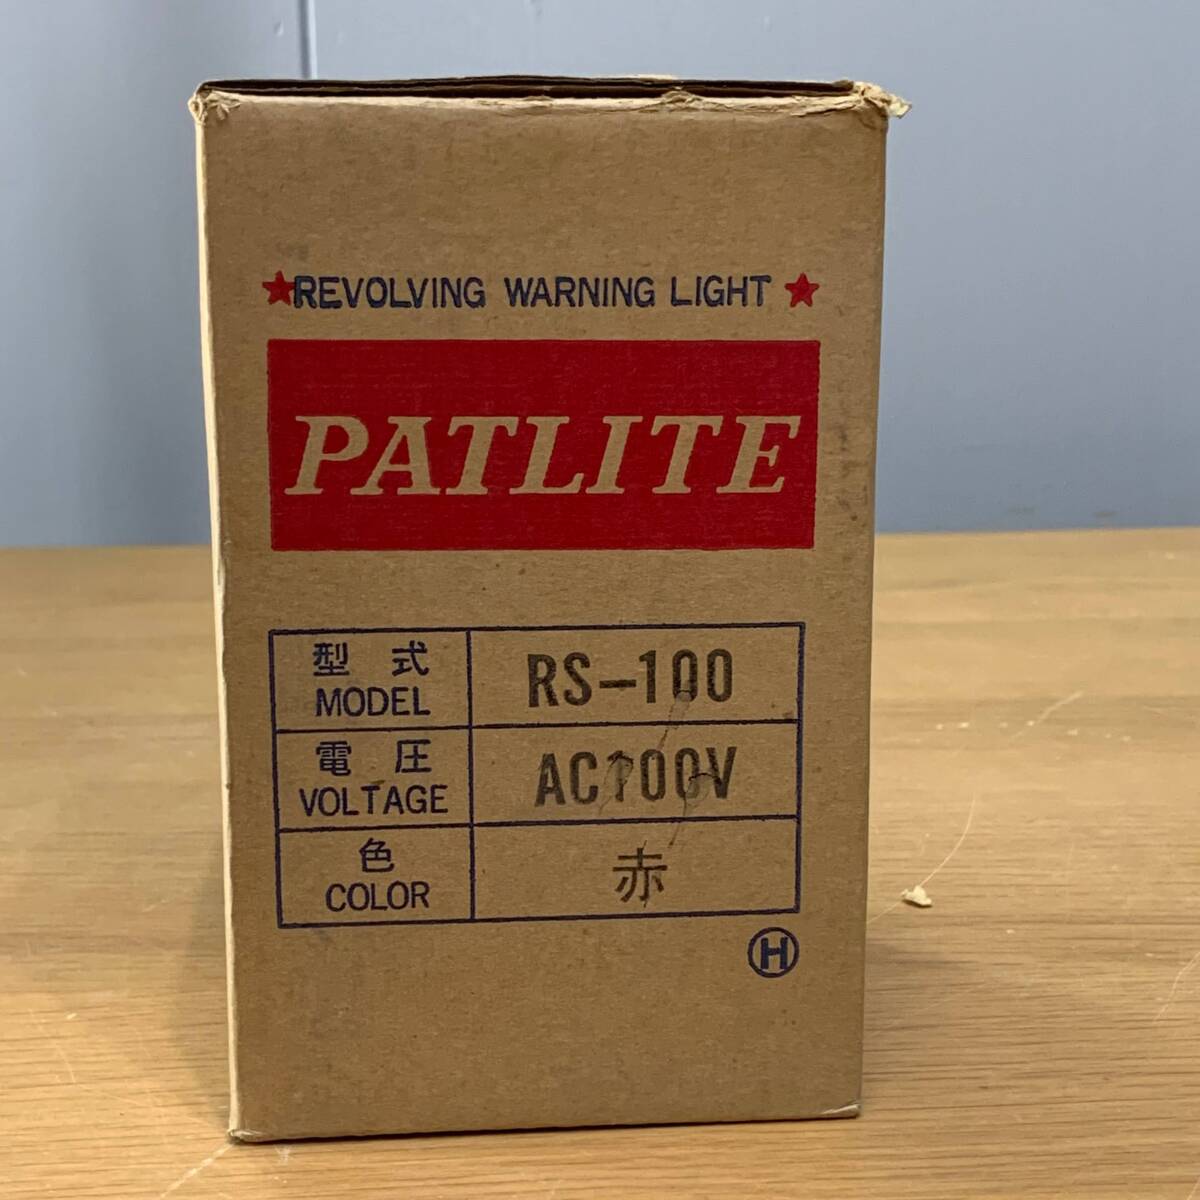 ★REVOLVING WARNING LIGHT★
PATLITE
型式 RS-100
MODEL
電圧 AC100V
VOLTAGE
色 赤
COLOR
Ⓗ